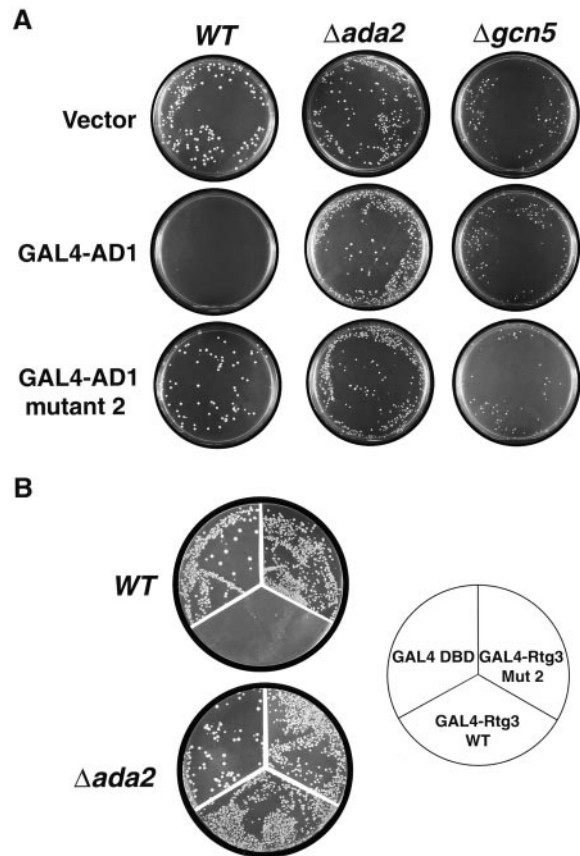 A
WT
Δada2
Δgcn5
Vector
GAL4-AD1
GAL4-AD1
mutant 2
B
WT
Δada2
GAL4 DBD
GAL4-Rtg3
Mut 2
GAL4-Rtg3
WT